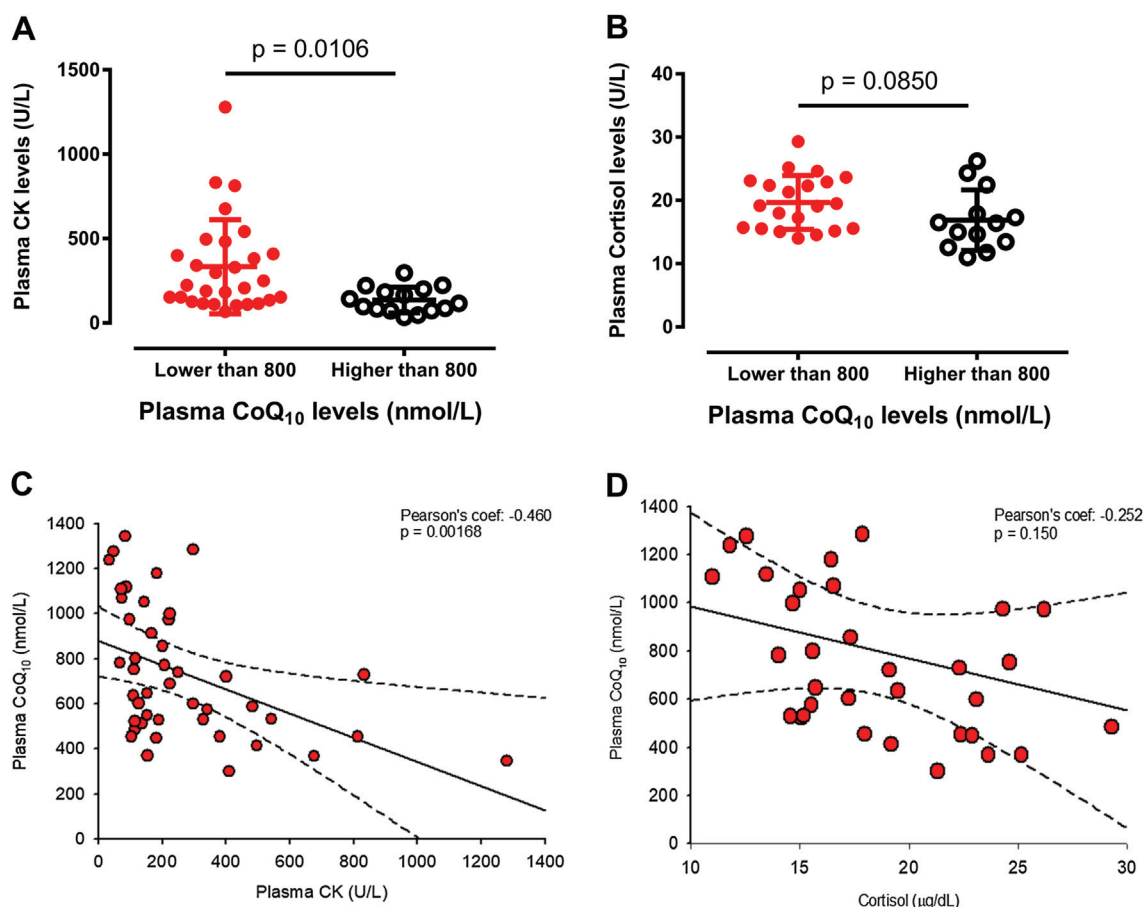 A
p = 0.0106
Plasma CK levels (U/L)
1500
1000
500
0
Lower than 800
Higher than 800
Plasma CoQ₁₀ levels (nmol/L)
B
p = 0.0850
Plasma Cortisol levels (U/L)
40
30
20
10
0
Lower than 800
Higher than 800
Plasma CoQ₁₀ levels (nmol/L)
C
Pearson's coef: -0.460
p = 0.00168
Plasma CoQ₁₀ (nmol/L)
1400
1200
1000
800
600
400
200
0
0 200 400 600 800 1000 1200 1400
Plasma CK (U/L)
D
Pearson's coef: -0.252
p = 0.150
Plasma CoQ₁₀ (nmol/L)
1400
1200
1000
800
600
400
200
0
10 15 20 25 30
Cortisol (µg/dL)